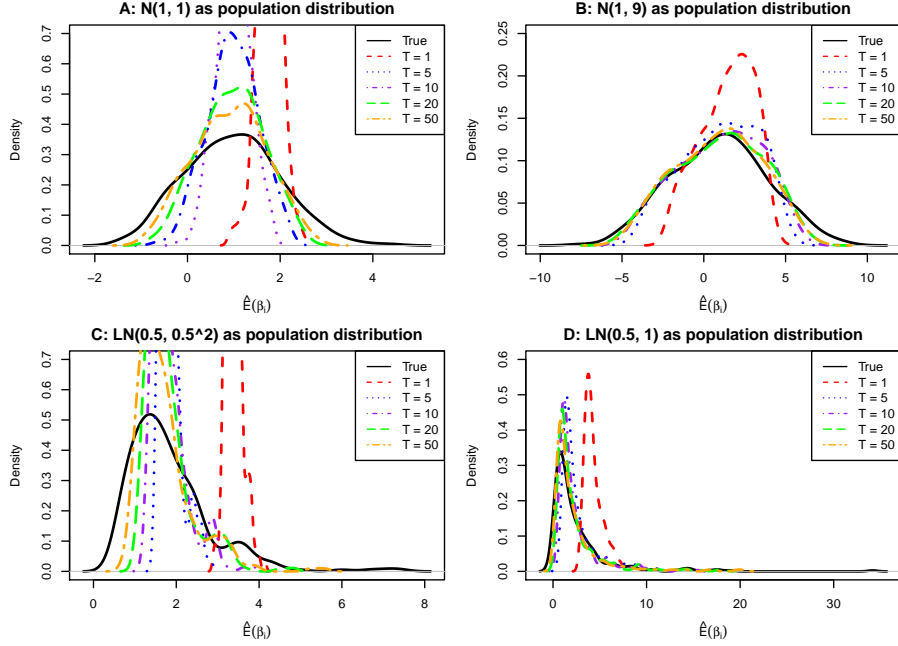 A: N(1, 1) as population distribution
Density
0.0 0.1 0.2 0.3 0.4 0.5 0.6 0.7
−2 0 2 4
Ê(βᵢ)
True
T = 1
T = 5
T = 10
T = 20
T = 50
B: N(1, 9) as population distribution
Density
0.00 0.05 0.10 0.15 0.20 0.25
−10 −5 0 5 10
Ê(βᵢ)
True
T = 1
T = 5
T = 10
T = 20
T = 50
C: LN(0.5, 0.5^2) as population distribution
Density
0.0 0.1 0.2 0.3 0.4 0.5 0.6 0.7
0 2 4 6 8
Ê(βᵢ)
True
T = 1
T = 5
T = 10
T = 20
T = 50
D: LN(0.5, 1) as population distribution
Density
0.0 0.1 0.2 0.3 0.4 0.5 0.6
0 10 20 30
Ê(βᵢ)
True
T = 1
T = 5
T = 10
T = 20
T = 50